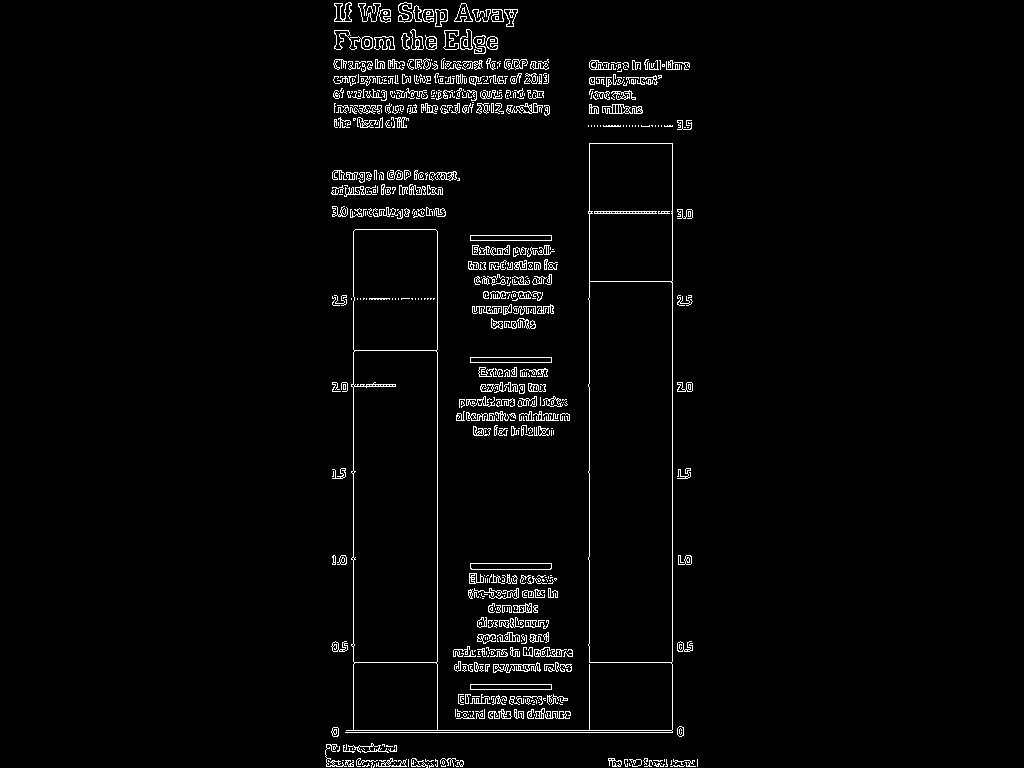 If We Step Away
From the Edge
Change in the CBO's forecast for GDP and
employment in the fourth quarter of 2013
of waiving various spending cuts and tax
increases due at the end of 2012, avoiding
the "fiscal cliff."
Change in full-time
employment*
forecast,
in millions
3.5
Change in GDP forecast,
adjusted for inflation
3.0 percentage points
3.0
Extend payroll-
tax reduction for
employees and
emergency
unemployment
benefits
2.5
2.5
Extend most
expiring tax
provisions and index
alternative minimum
tax for inflation
2.0
2.0
1.5
1.5
1.0
1.0
Eliminate across-
the-board cuts in
domestic
discretionary
spending and
reductions in Medicare
doctor payment rates
0.5
0.5
Eliminate across-the-
board cuts in defense
0
0
*Or the equivalent
Source: Congressional Budget Office
The Wall Street Journal